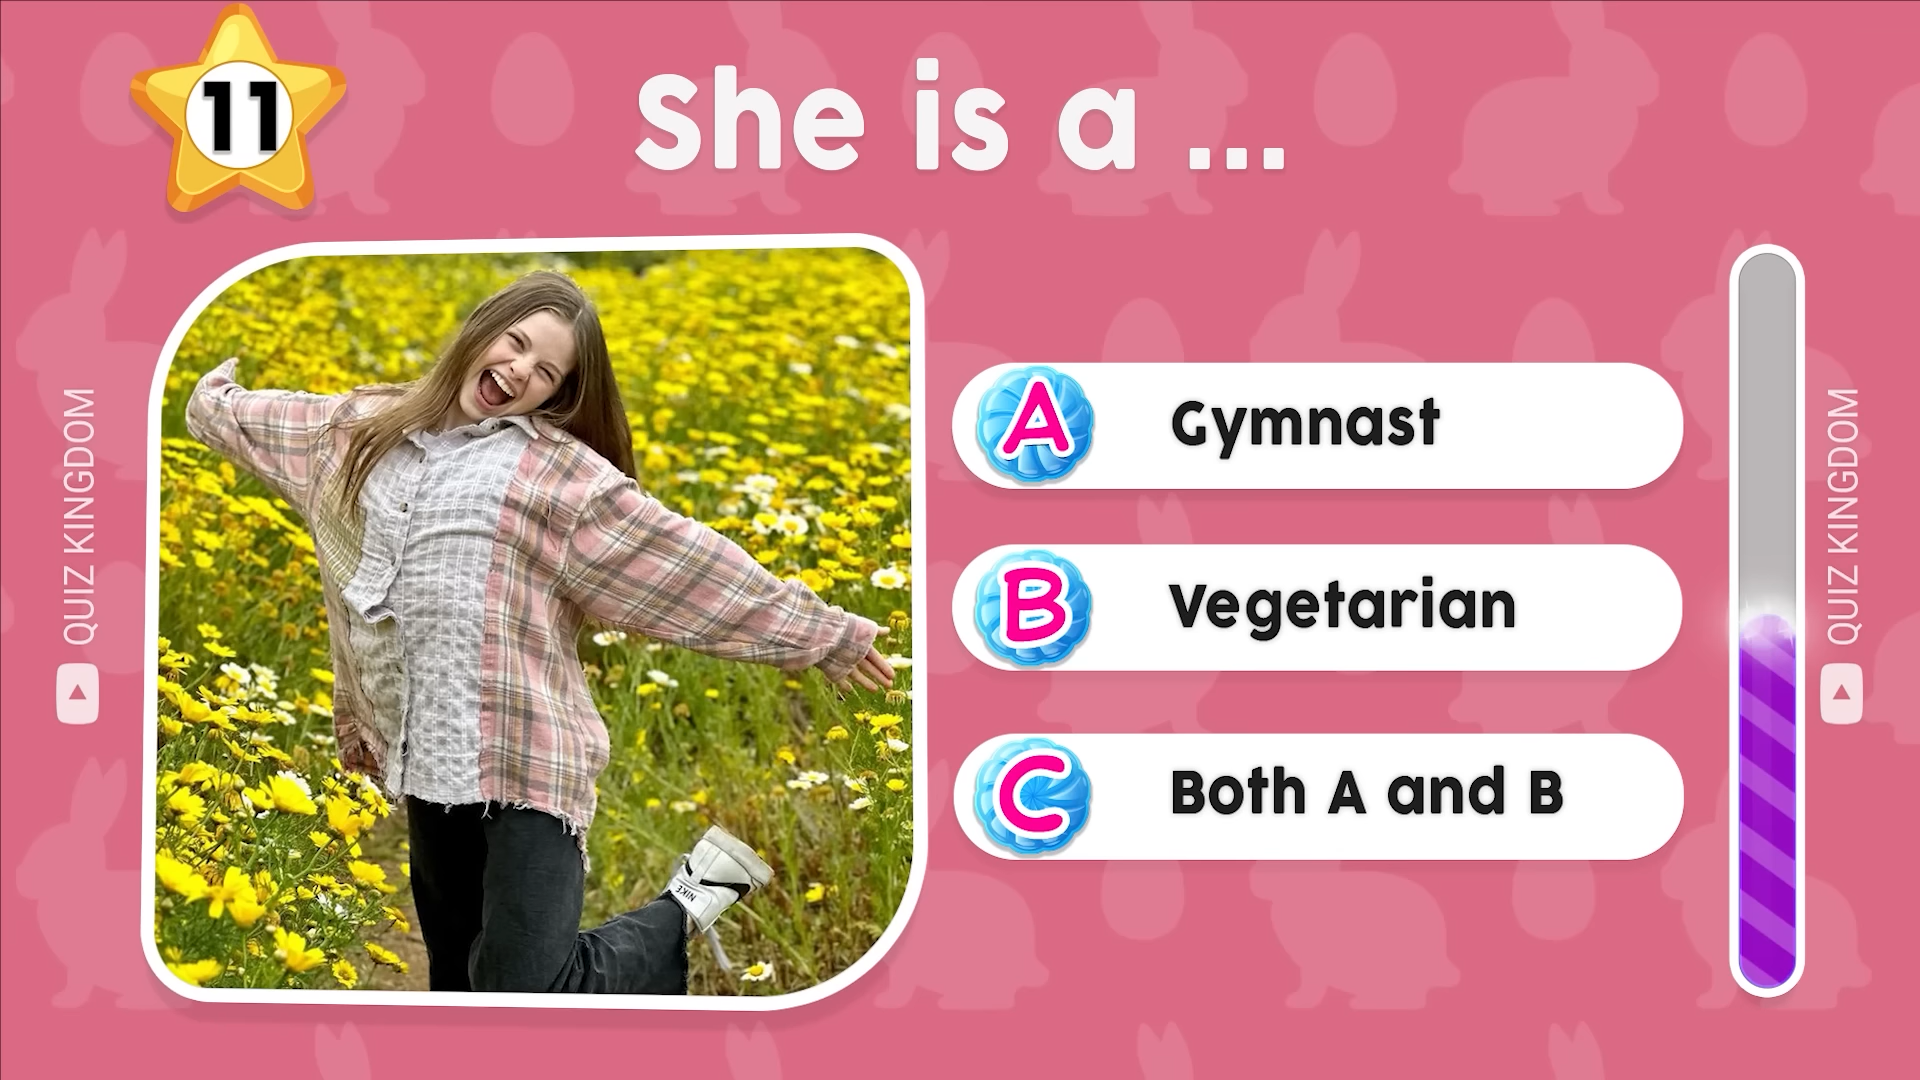 11
She is a ...
A Gymnast
B Vegetarian
C Both A and B
QUIZ KINGDOM
QUIZ KINGDOM
NIKE